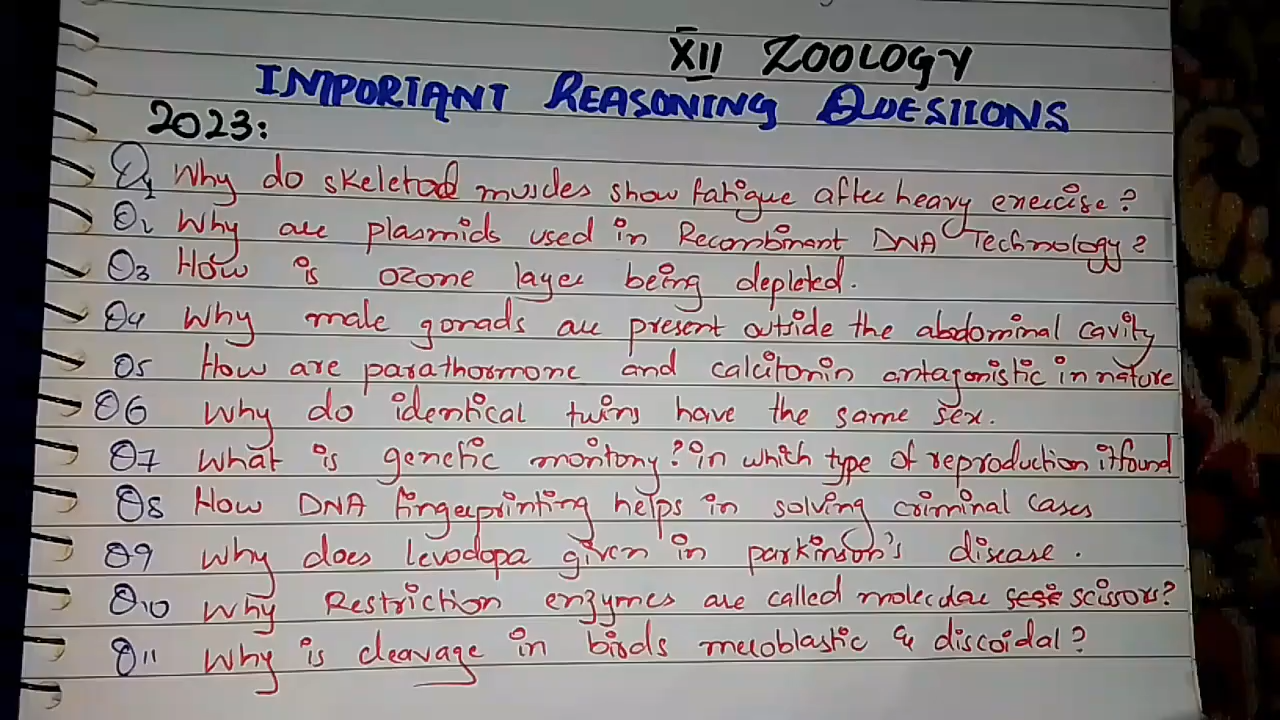 XII ZOOLOGY
IMPORTANT REASONING QUESTIONS
2023:
Q1 Why do skeletal muscles show fatigue after heavy exercise?
Q2 Why are plasmids used in Recombinant DNA Technology?
Q3 How is ozone layer being depleted.
Q4 Why male gonads are present outside the abdominal cavity
Q5 How are parathormone and calcitonin antagonistic in nature
Q6 Why do identical twins have the same sex.
Q7 What is genetic montony? in which type of reproduction it found
Q8 How DNA fingerprinting helps in solving criminal cases
Q9 Why does levodopa given in parkinson's disease.
Q10 Why Restriction enzymes are called molecular scissors?
Q11 Why is cleavage in birds meroblastic & discoidal?